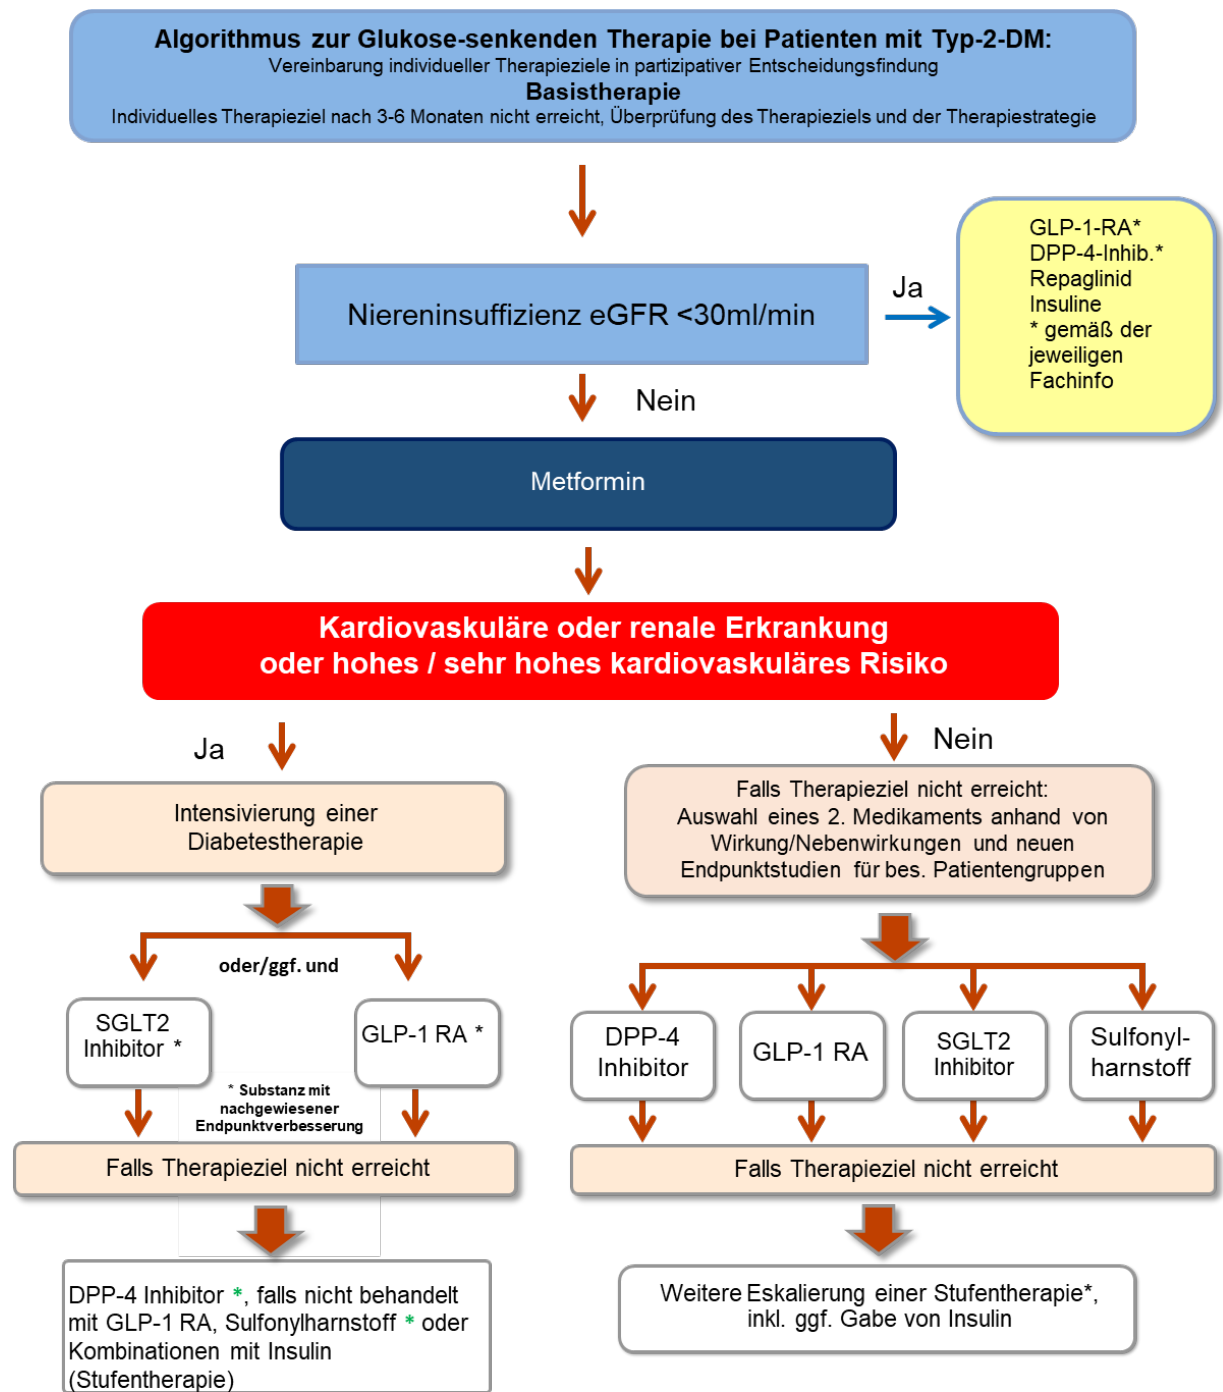 Algorithmus zur Glukose-senkenden Therapie bei Patienten mit Typ-2-DM:
Vereinbarung individueller Therapieziele in partizipativer Entscheidungsfindung
Basistherapie
Individuelles Therapieziel nach 3-6 Monaten nicht erreicht, Überprüfung des Therapieziels und der Therapiestrategie
Niereninsuffizienz eGFR <30ml/min
Ja
GLP-1-RA*
DPP-4-Inhib.*
Repaglinid
Insuline
* gemäß der
jeweiligen
Fachinfo
Nein
Metformin
Kardiovaskuläre oder renale Erkrankung
oder hohes / sehr hohes kardiovaskuläres Risiko
Ja
Nein
Intensivierung einer
Diabetestherapie
Falls Therapieziel nicht erreicht:
Auswahl eines 2. Medikaments anhand von
Wirkung/Nebenwirkungen und neuen
Endpunktstudien für bes. Patientengruppen
oder/ggf. und
SGLT2
Inhibitor *
GLP-1 RA *
* Substanz mit
nachgewiesener
Endpunktverbesserung
DPP-4
Inhibitor
GLP-1 RA
SGLT2
Inhibitor
Sulfonyl-
harnstoff
Falls Therapieziel nicht erreicht
Falls Therapieziel nicht erreicht
DPP-4 Inhibitor *, falls nicht behandelt
mit GLP-1 RA, Sulfonylharnstoff * oder
Kombinationen mit Insulin
(Stufentherapie)
Weitere Eskalierung einer Stufentherapie*,
inkl. ggf. Gabe von Insulin